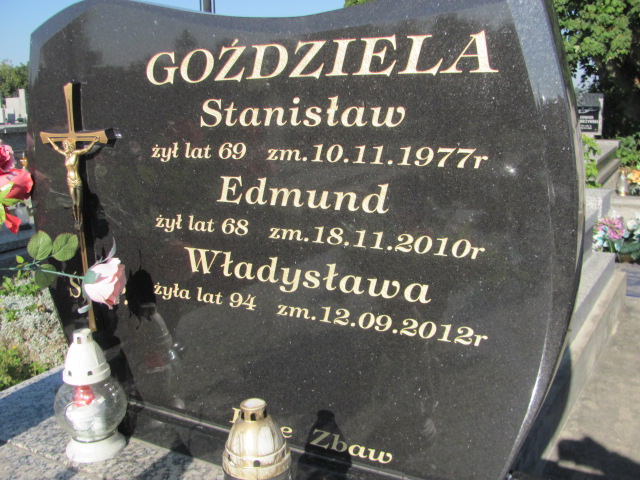 GOŹDZIELA
Stanisław
żył lat 69 zm.10.11.1977r
Edmund
żył lat 68 zm.18.11.2010r
Władysława
żyła lat 94 zm.12.09.2012r
Zbaw